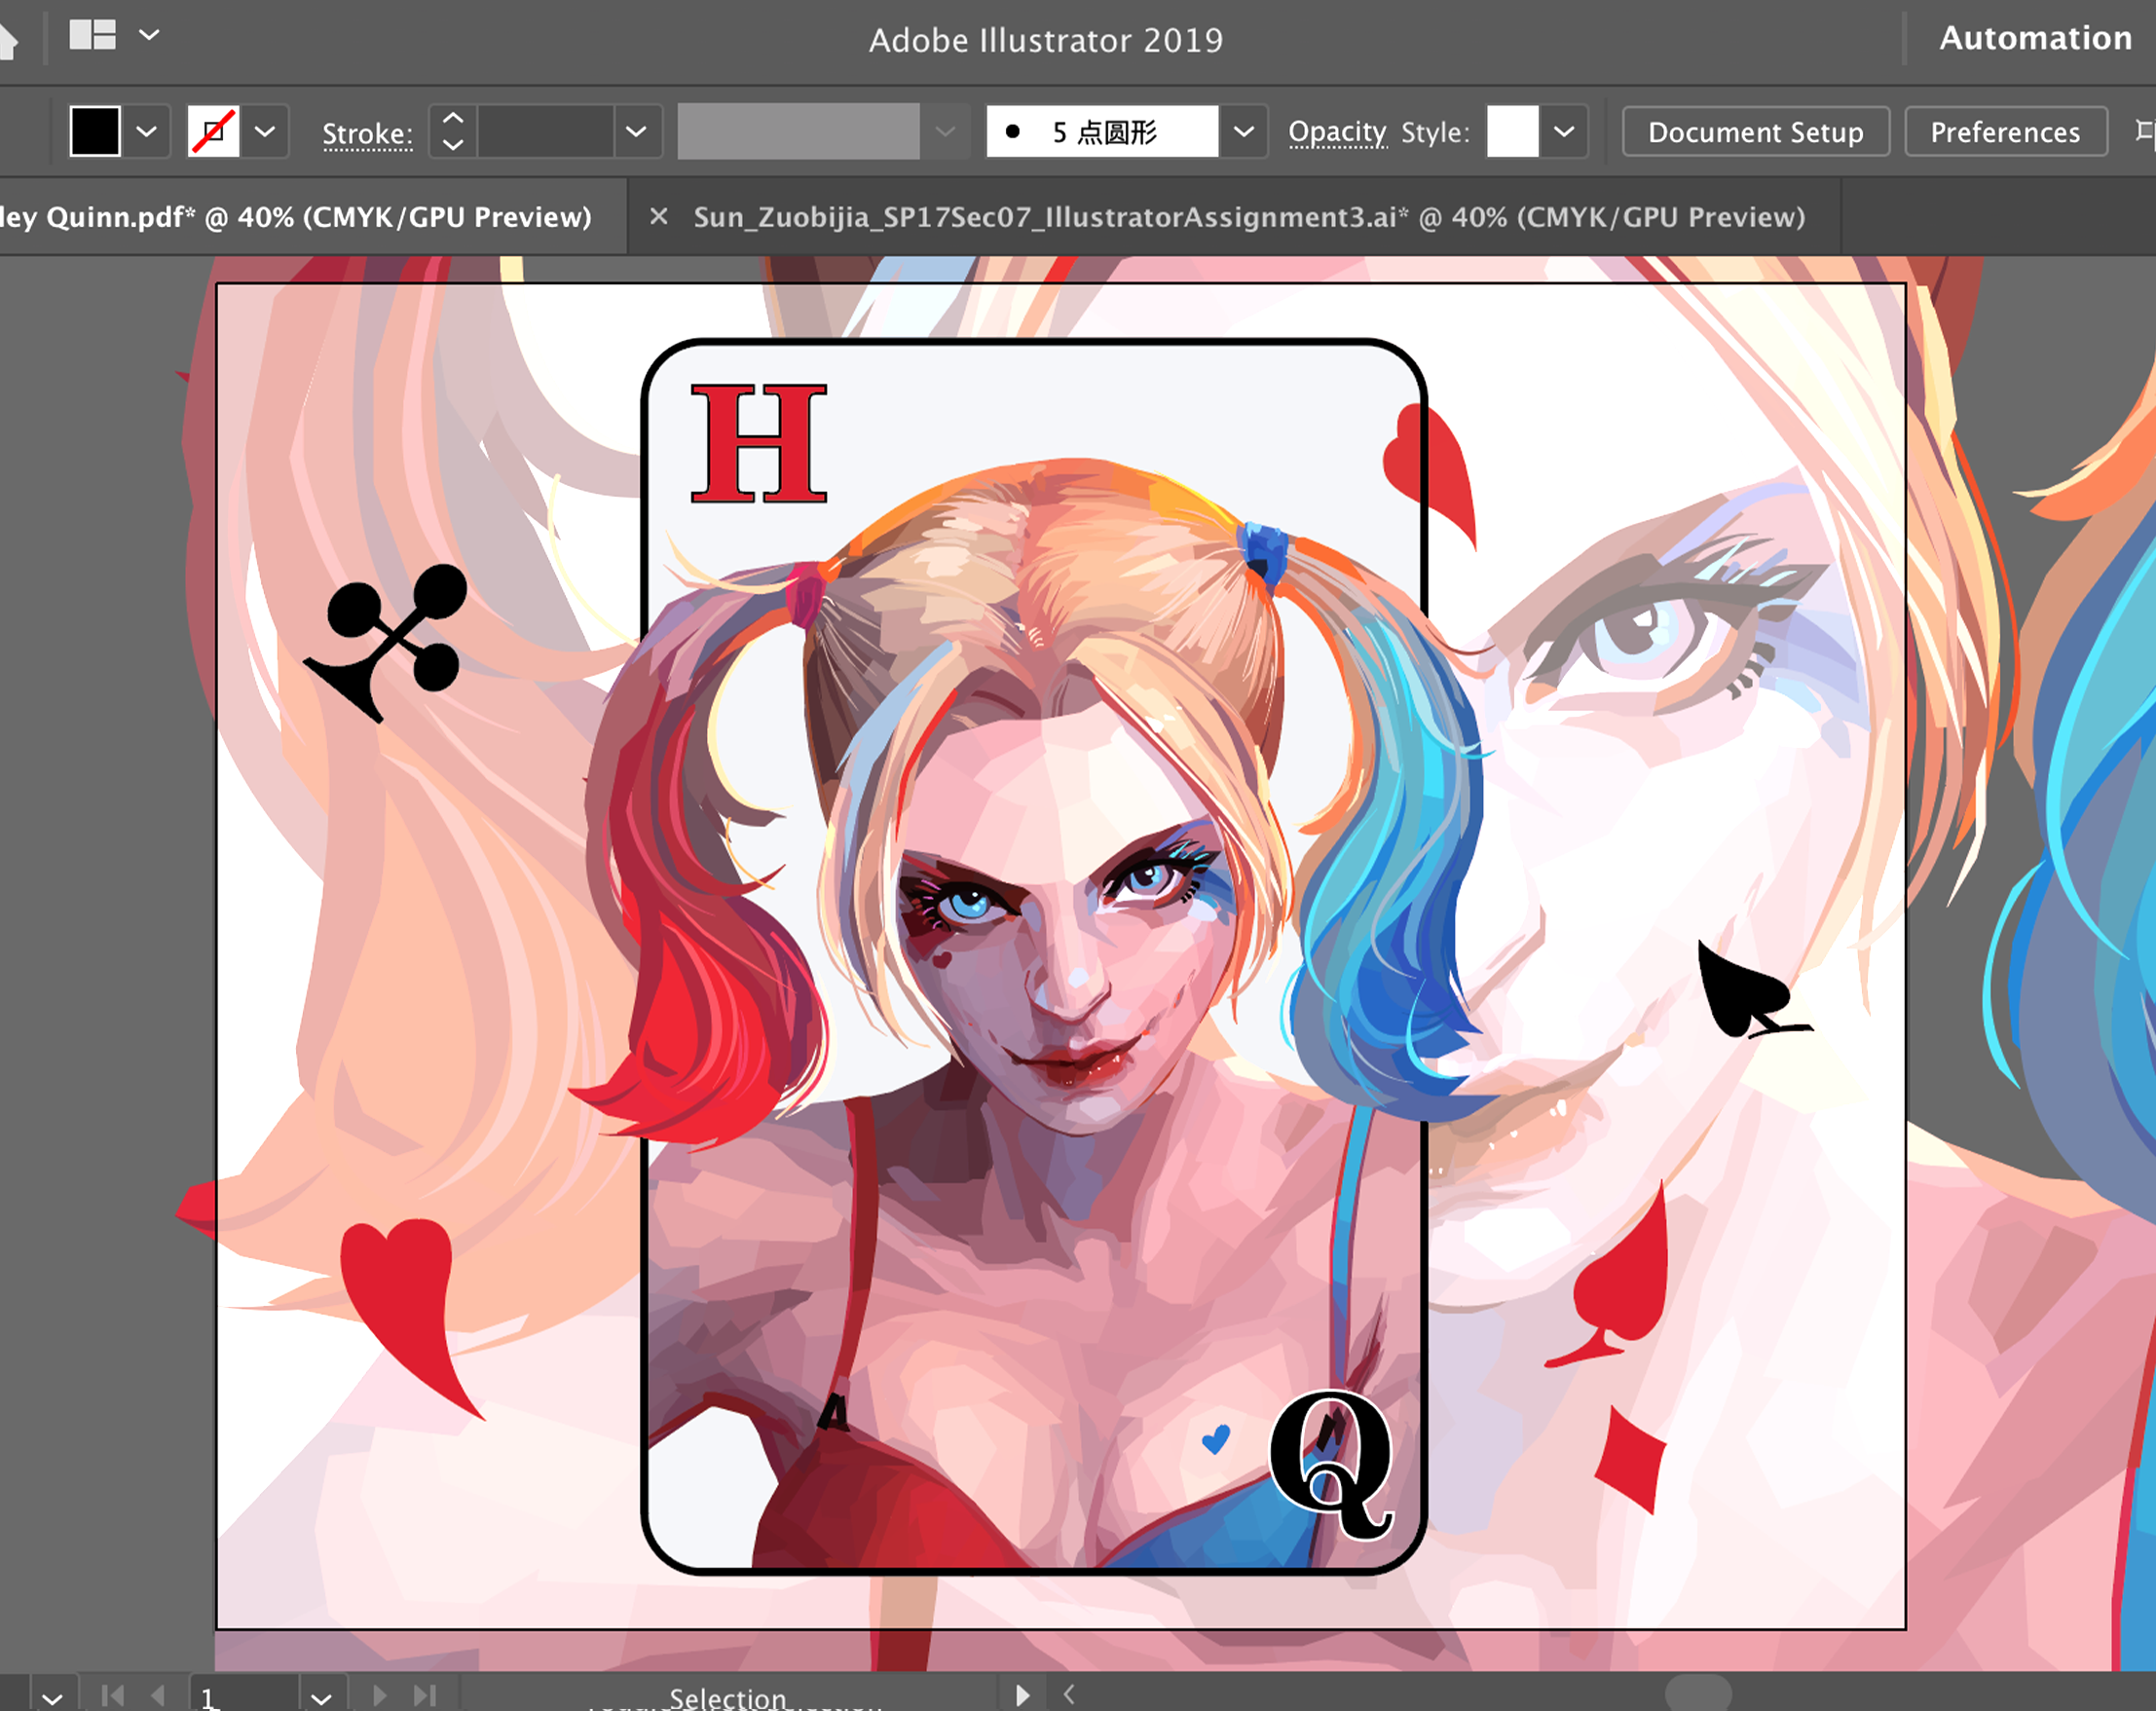 Adobe Illustrator 2019
Automation
Stroke:
5 点圆形
Opacity
Style:
Document Setup
Preferences
ley Quinn.pdf* @ 40% (CMYK/GPU Preview)
× Sun_Zuobijia_SP17Sec07_IllustratorAssignment3.ai* @ 40% (CMYK/GPU Preview)
H
Q
1
Selection